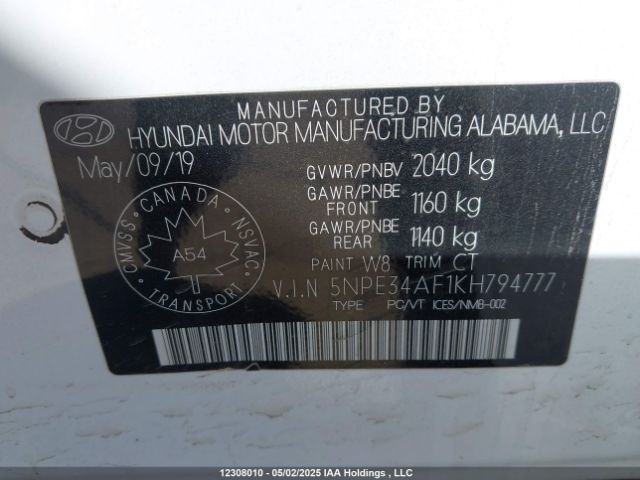 MANUFACTURED BY
HYUNDAI MOTOR MANUFACTURING ALABAMA, LLC
May/09/19
GVWR/PNBV 2040 kg
GAWR/PNBE FRONT 1160 kg
GAWR/PNBE REAR 1140 kg
PAINT W8 TRIM CT
CANADA
CMVSS NSVAC
A54
TRANSPORT
V.I.N 5NPE34AF1KH794777
TYPE PC/VT ICES/NMB-002
12308010 - 05/02/2025 IAA Holdings , LLC